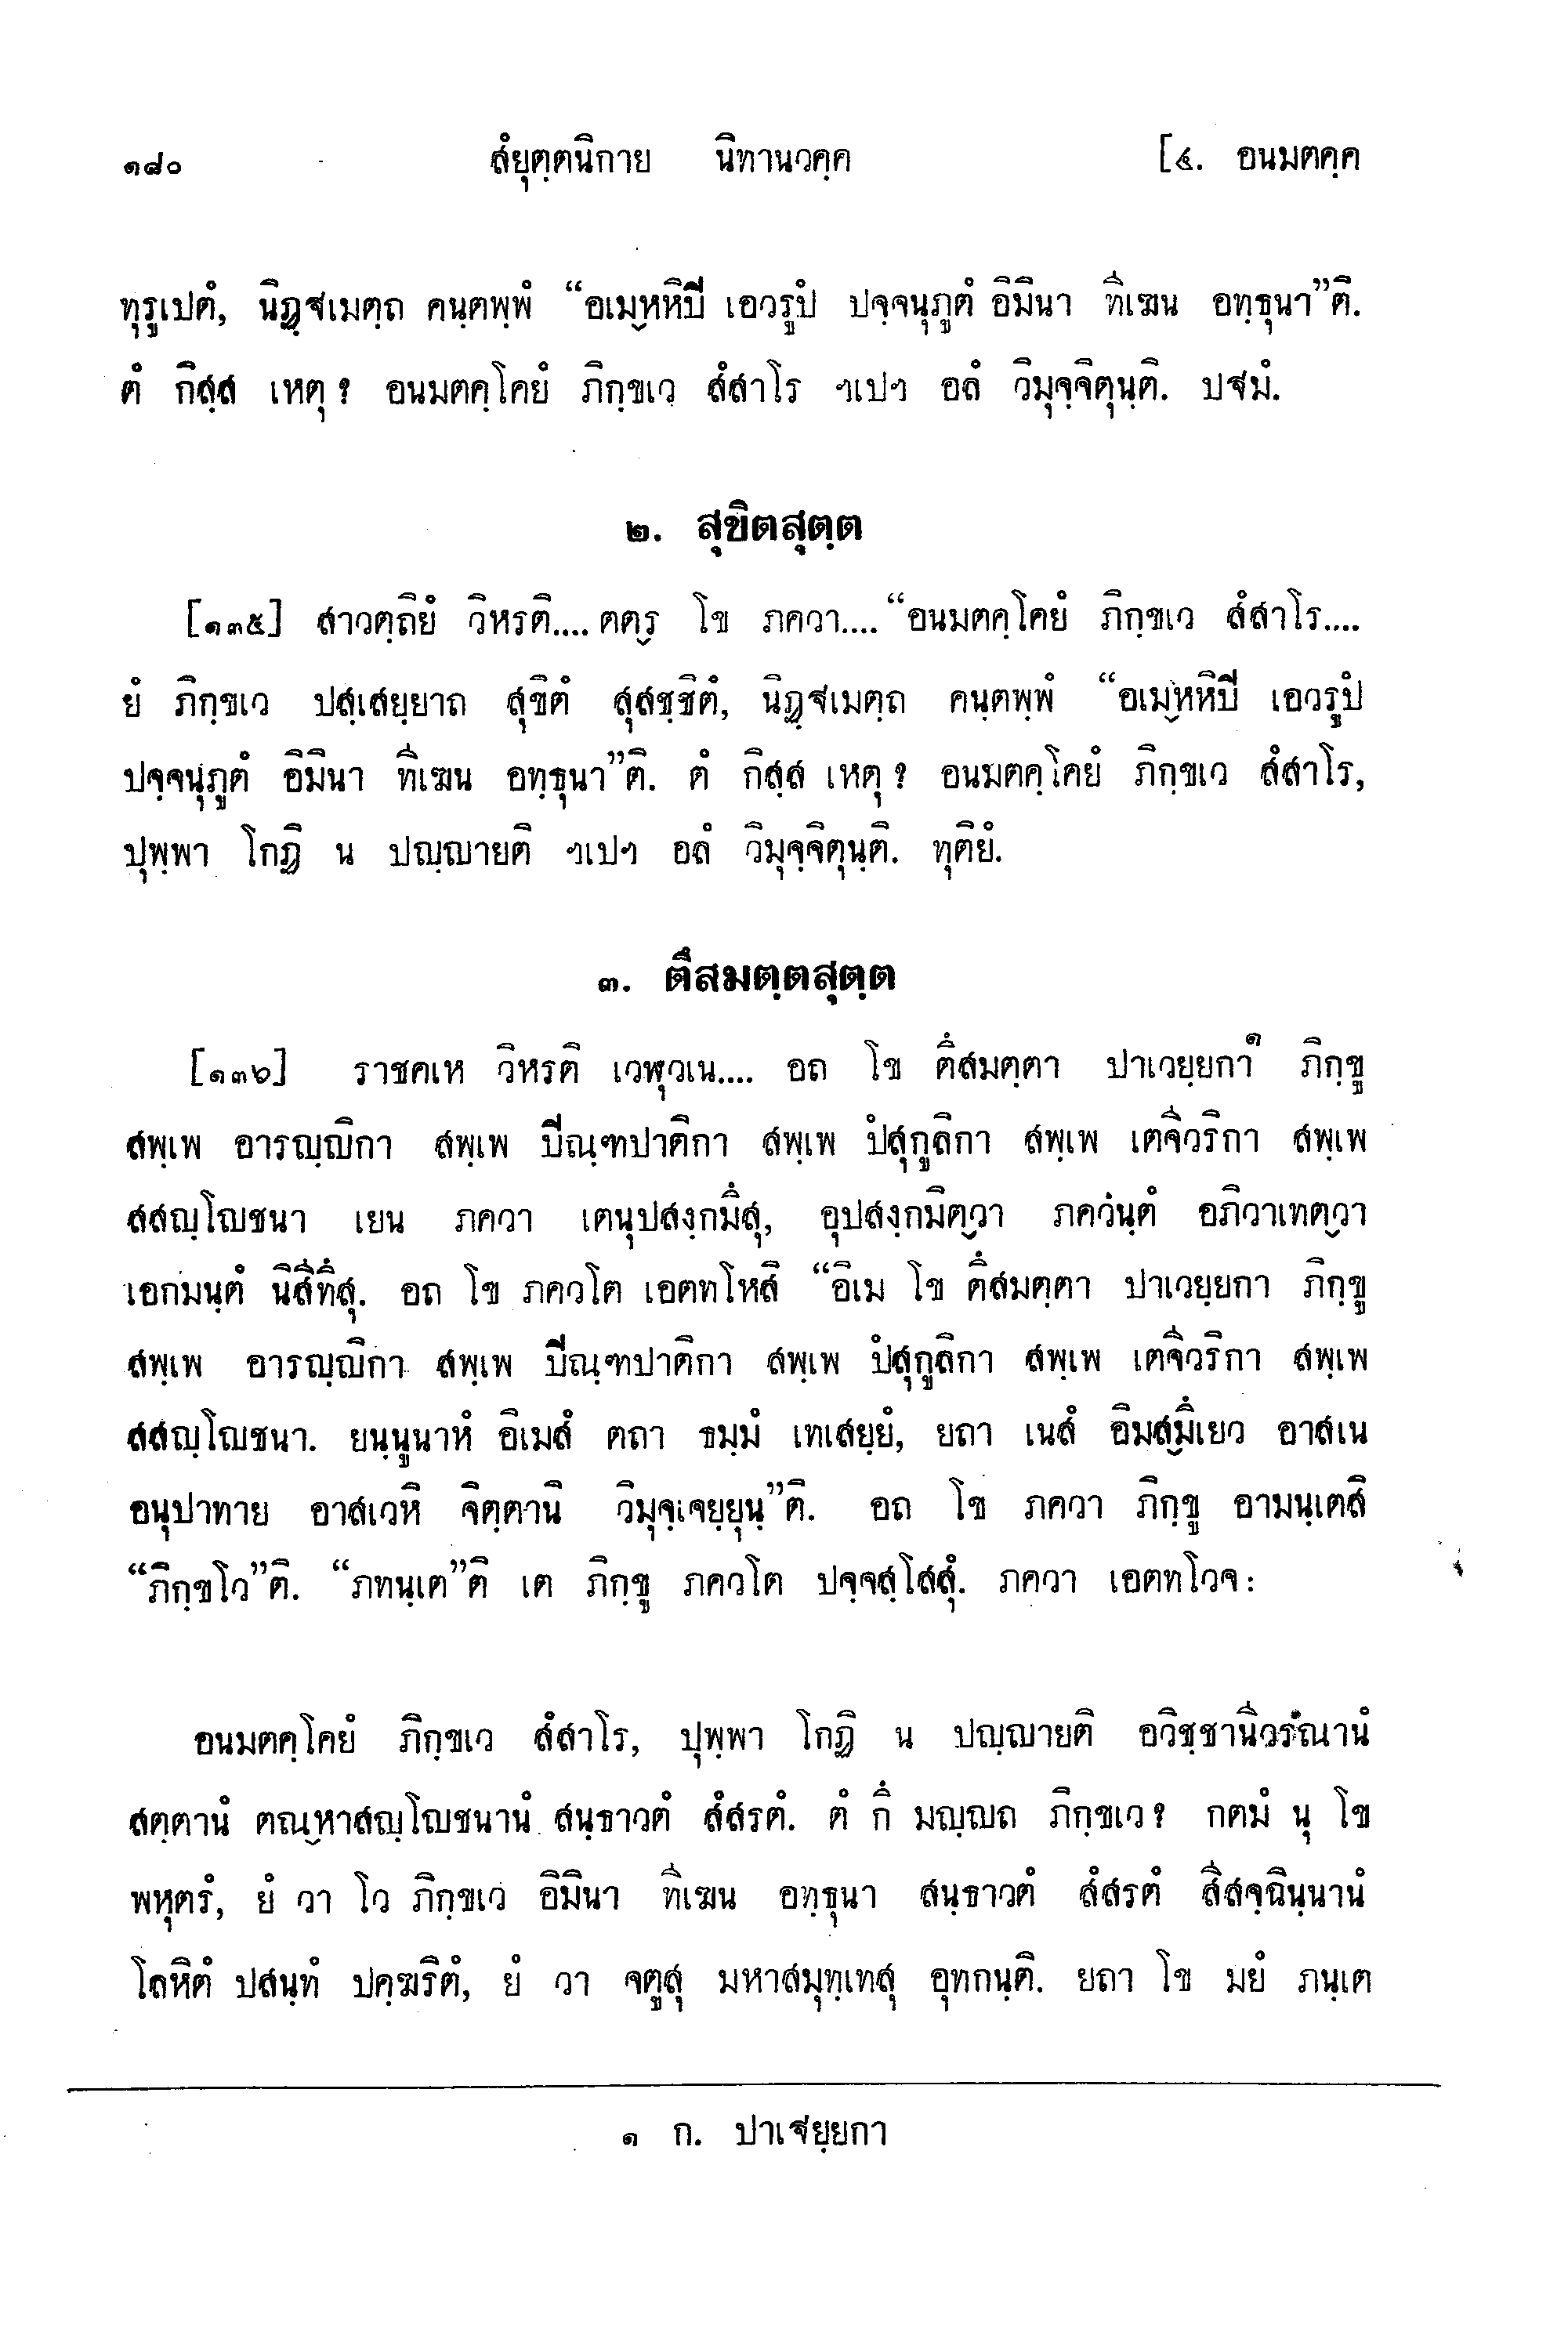 ๑๘๐ สํยุตฺตนิกาย นิทานวคฺค [๔. อนมตคฺค
ทุรูเปตํ, นิฏฺฐเมตฺถ คนฺตพฺพํ “อเมฺหหิปิ เอวรูปํ ปจฺจนุภูตํ อิมินา ทีเฆน อทฺธุนา”ติ.
ตํ กิสฺส เหตุ? อนมตคฺโคยํ ภิกฺขเว สํสาโร ฯเปฯ อลํ วิมุจฺจิตุนฺติ. ปฐมํ.
๒. สุขิตสุตฺต
[๑๓๕] สาวตฺถิยํ วิหรติ.... ตตฺร โข ภควา.... “อนมตคฺโคยํ ภิกฺขเว สํสาโร....
ยํ ภิกฺขเว ปสฺเสยฺยาถ สุขิตํ สุสชฺชิตํ, นิฏฺฐเมตฺถ คนฺตพฺพํ “อเมฺหหิปิ เอวรูปํ
ปจฺจนุภูตํ อิมินา ทีเฆน อทฺธุนา”ติ. ตํ กิสฺส เหตุ? อนมตคฺโคยํ ภิกฺขเว สํสาโร,
ปุพฺพา โกฏิ น ปญฺญายติ ฯเปฯ อลํ วิมุจฺจิตุนฺติ. ทุติยํ.
๓. ตึสมตฺตสุตฺต
[๑๓๖] ราชคเห วิหรติ เวฬุวเน.... อถ โข ตึสมตฺตา ปาเวยฺยกา๑ ภิกฺขู
สพฺเพ อารญฺญิกา สพฺเพ ปิณฺฑปาติกา สพฺเพ ปํสุกูลิกา สพฺเพ เตจีวริกา สพฺเพ
สสญฺโญชนา เยน ภควา เตนุปสงฺกมึสุ, อุปสงฺกมิตฺวา ภควนฺตํ อภิวาเทตฺวา
เอกมนฺตํ นิสีทึสุ. อถ โข ภควโต เอตทโหสิ “อิเม โข ตึสมตฺตา ปาเวยฺยกา ภิกฺขู
สพฺเพ อารญฺญิกา สพฺเพ ปิณฺฑปาติกา สพฺเพ ปํสุกูลิกา สพฺเพ เตจีวริกา สพฺเพ
สสญฺโญชนา. ยนฺนูนาหํ อิเมสํ ตถา ธมฺมํ เทเสยฺยํ, ยถา เนสํ อิมสฺมึเยว อาสเน
อนุปาทาย อาสเวหิ จิตฺตานิ วิมุจฺเจยฺยุนฺ”ติ. อถ โข ภควา ภิกฺขู อามนฺเตสิ
“ภิกฺขโว”ติ. “ภทนฺเต”ติ เต ภิกฺขู ภควโต ปจฺจสฺโสสุํ. ภควา เอตทโวจ:
อนมตคฺโคยํ ภิกฺขเว สํสาโร, ปุพฺพา โกฏิ น ปญฺญายติ อวิชฺชานีวรณานํ
สตฺตานํ ตณฺหาสญฺโญชนานํ สนฺธาวตํ สํสรตํ. ตํ กึ มญฺญถ ภิกฺขเว? กตมํ นุ โข
พหุตรํ, ยํ วา โว ภิกฺขเว อิมินา ทีเฆน อทฺธุนา สนฺธาวตํ สํสรตํ สีสจฺฉินฺนานํ
โลหิตํ ปสนฺทํ ปคฺฆริตํ, ยํ วา จตูสุ มหาสมุทฺเทสุ อุทกนฺติ. ยถา โข มยํ ภนฺเต
๑ ก. ปาเฐยฺยกา